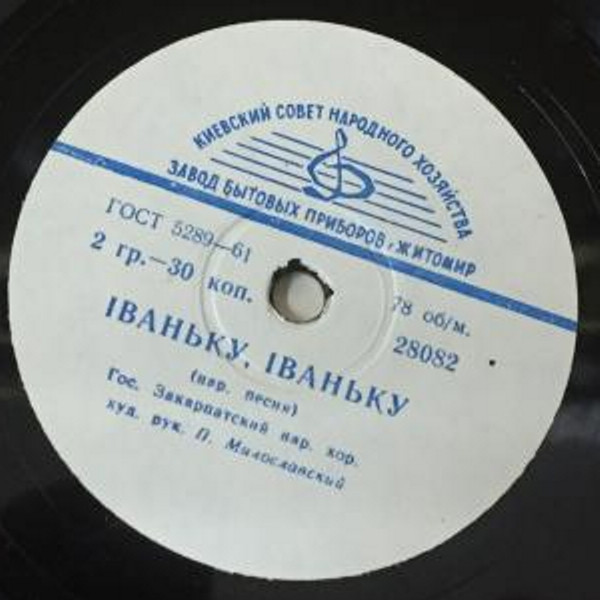 КИЕВСКИЙ СОВЕТ НАРОДНОГО ХОЗЯЙСТВА
ЗАВОД БЫТОВЫХ ПРИБОРОВ г. ЖИТОМИР
ГОСТ 5289—61
2 гр.—30 коп.
78 об/м.
28082
ІВАНЬКУ, ІВАНЬКУ
(нар. песня)
Гос. Закарпатский нар. хор.
худ. рук. П. Милославский